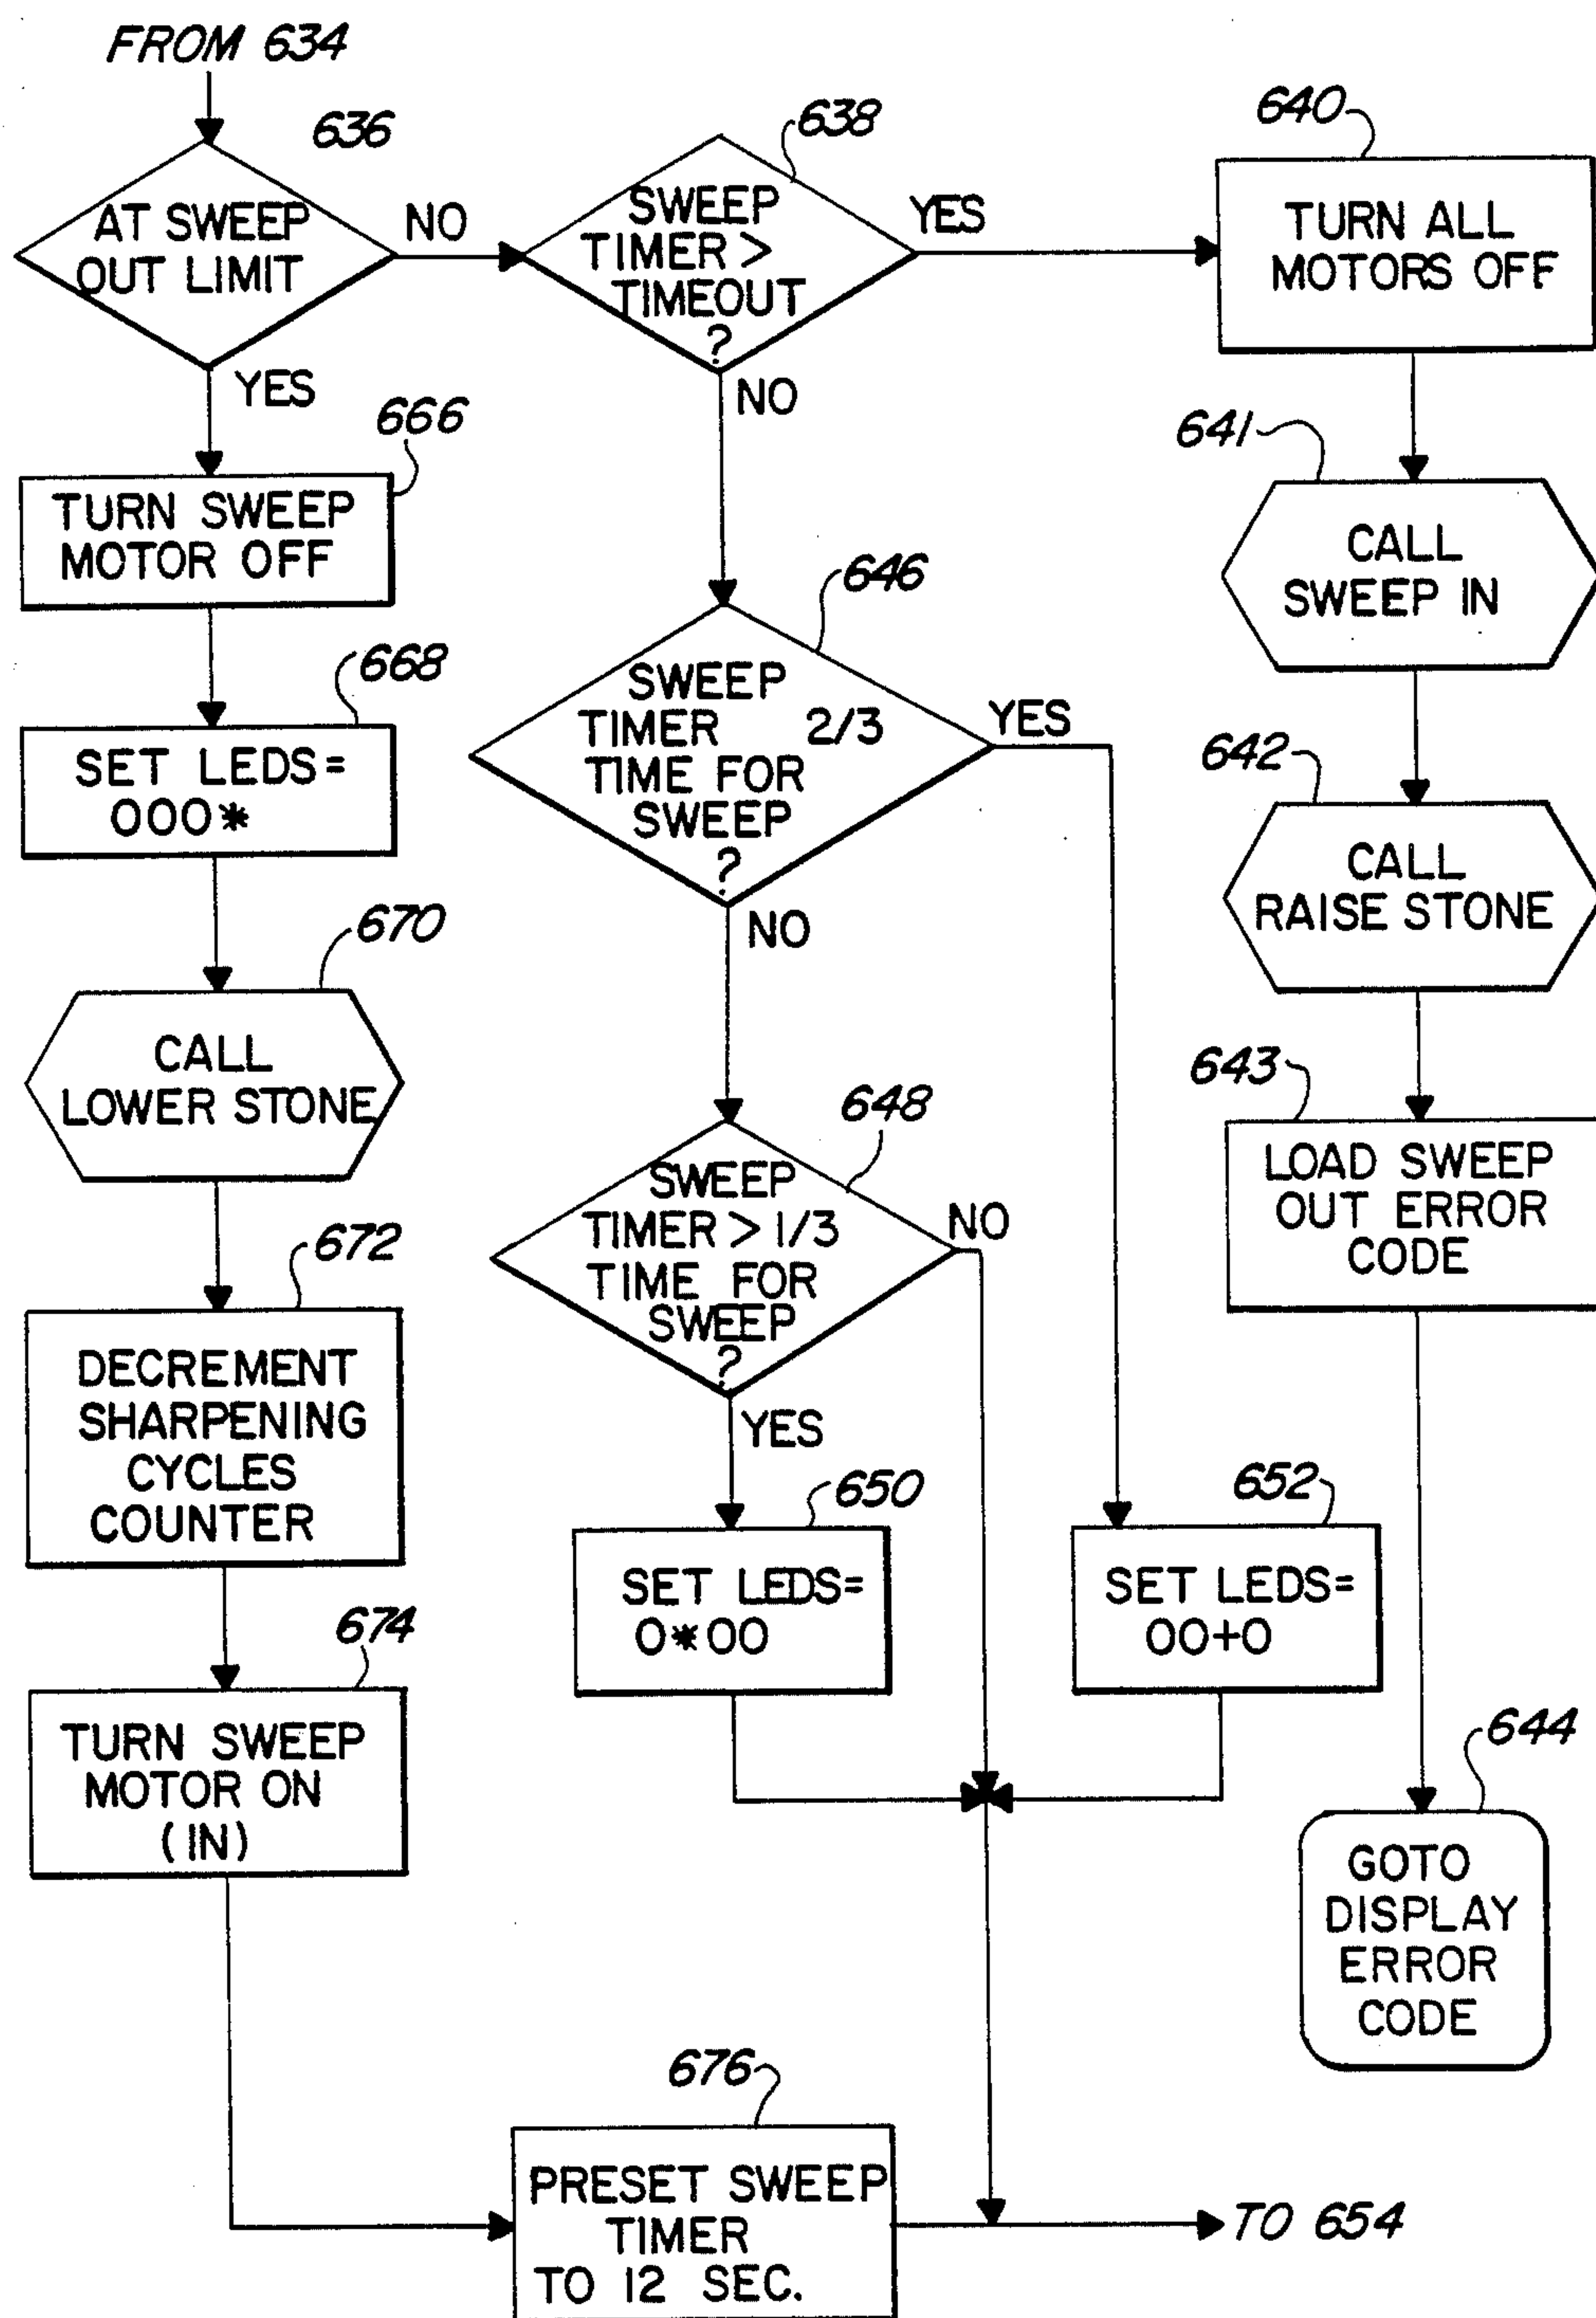 FROM 634
636
AT SWEEP
OUT LIMIT
NO
YES
638
SWEEP
TIMER >
TIMEOUT
?
YES
NO
640
TURN ALL
MOTORS OFF
641
CALL
SWEEP IN
642
CALL
RAISE STONE
643
LOAD SWEEP
OUT ERROR
CODE
644
GOTO
DISPLAY
ERROR
CODE
646
SWEEP
TIMER 2/3
TIME FOR
SWEEP
?
YES
NO
648
SWEEP
TIMER > 1/3
TIME FOR
SWEEP
?
NO
YES
650
SET LEDS=
0*00
652
SET LEDS=
00+0
666
TURN SWEEP
MOTOR OFF
668
SET LEDS=
000*
670
CALL
LOWER STONE
672
DECREMENT
SHARPENING
CYCLES
COUNTER
674
TURN SWEEP
MOTOR ON
(IN)
676
PRESET SWEEP
TIMER
TO 12 SEC.
TO 654